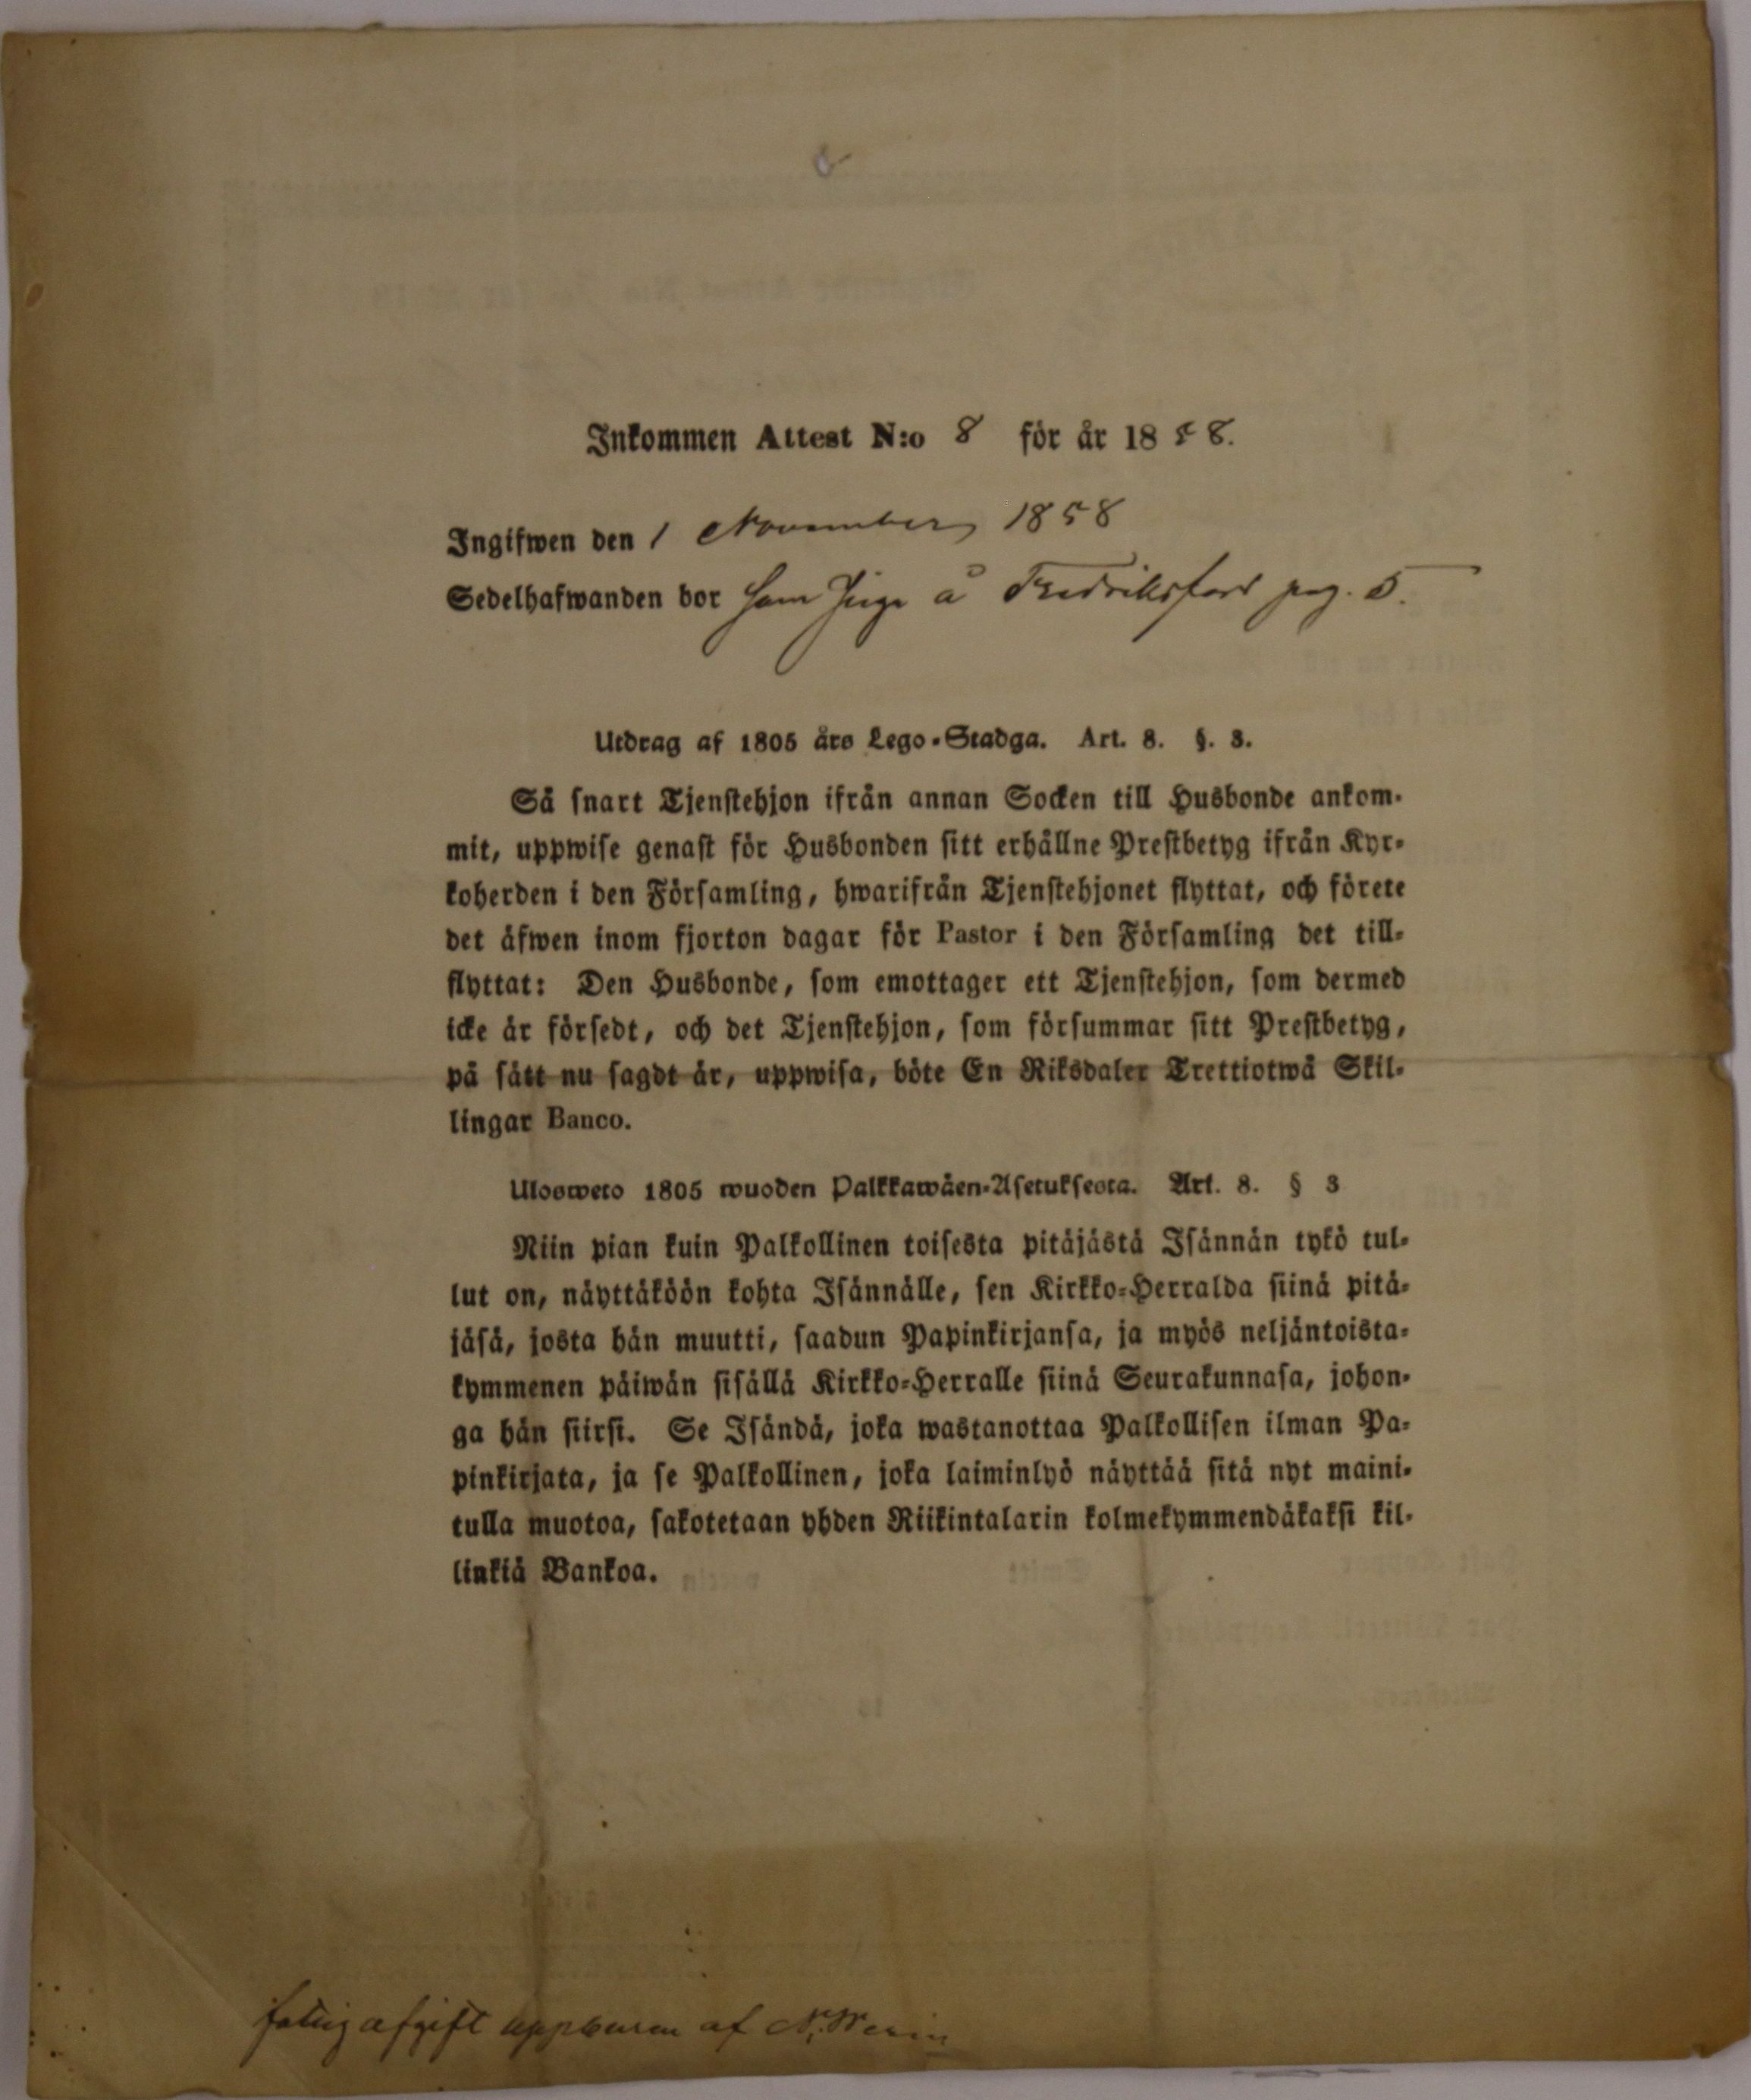 Inkommen Attest N:o 8 för år 1858.
Ingifwen den 1 November 1858
Sedelhafwanden bor som Piga å Fredriksfors pag. 5.
Utdrag af 1805 års Lego-Stadga. Art. 8. §. 3.
Så snart Tjenstehjon ifrån annan Socken till Husbonde ankom-
mit, uppwise genast för Husbonden sitt erhållne Prestbetyg ifrån Kyr-
koherden i den Församling, hwarifrån Tjenstehjonet flyttat, och förete
det äfwen inom fjorton dagar för Pastor i den Församling det till-
flyttat: Den Husbonde, som emottager ett Tjenstehjon, som dermed
icke är försedt, och det Tjenstehjon, som försummar sitt Prestbetyg,
på sätt nu sagdt är, uppwisa, böte En Riksdaler Trettiotwå Skil-
lingar Banco.
Ulosweto 1805 wuoden Palkkawäen-Asetuksesta. Art. 8. § 3
Niin pian kuin Palkollinen toisesta pitäjästä Isännän tykö tul-
lut on, näyttäköön kohta Isännälle, sen Kirkko-Herralda siinä pitä-
jäsä, josta hän muutti, saadun Papinkirjansa, ja myös neljäntoista-
kymmenen päiwän sisällä Kirkko-Herralle siinä Seurakunnasa, johon-
ga hän siirsi. Se Isändä, joka wastanottaa Palkollisen ilman Pa-
pinkirjata, ja se Palkollinen, joka laiminlyö näyttää sitä nyt maini-
tulla muotoa, sakotetaan yhden Riikintalarin kolmekymmendäkaksi kil-
linkiä Bankoa.
fattigafgift uppburen af N.